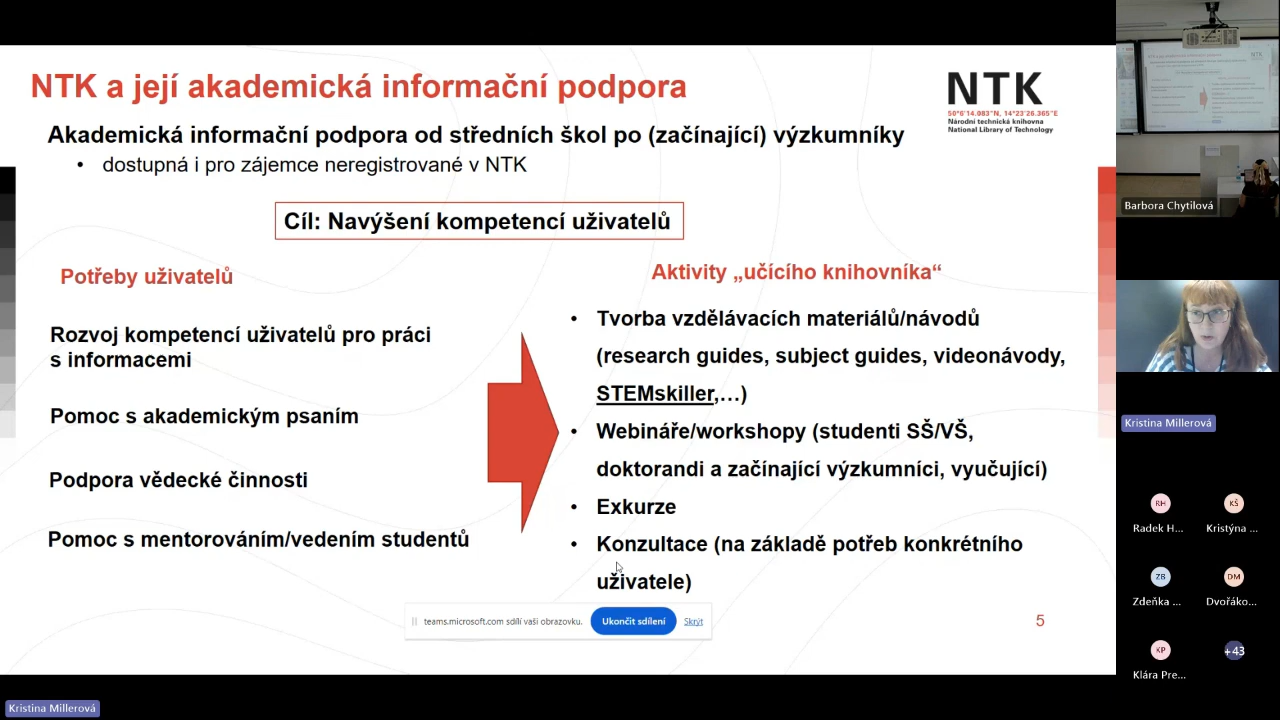 NTK a její akademická informační podpora
NTK
50°6'14.083"N, 14°23'26.365"E
Národní technická knihovna
National Library of Technology
Akademická informační podpora od středních škol po (začínající) výzkumníky
• dostupná i pro zájemce neregistrované v NTK
Cíl: Navýšení kompetencí uživatelů
Potřeby uživatelů
Rozvoj kompetencí uživatelů pro práci
s informacemi
Pomoc s akademickým psaním
Podpora vědecké činnosti
Pomoc s mentorováním/vedením studentů
Aktivity „učícího knihovníka“
• Tvorba vzdělávacích materiálů/návodů
(research guides, subject guides, videonávody,
STEMskiller,…)
• Webináře/workshopy (studenti SŠ/VŠ,
doktorandi a začínající výzkumníci, vyučující)
• Exkurze
• Konzultace (na základě potřeb konkrétního
uživatele)
teams.microsoft.com sdílí vaši obrazovku.
Ukončit sdílení
Skrýt
5
Kristina Millerová
Barbora Chytilová
Kristina Millerová
RH
KŠ
Radek H...
Kristýna ...
ZB
DM
Zdeňka ...
Dvořáko...
KP
+43
Klára Pre...